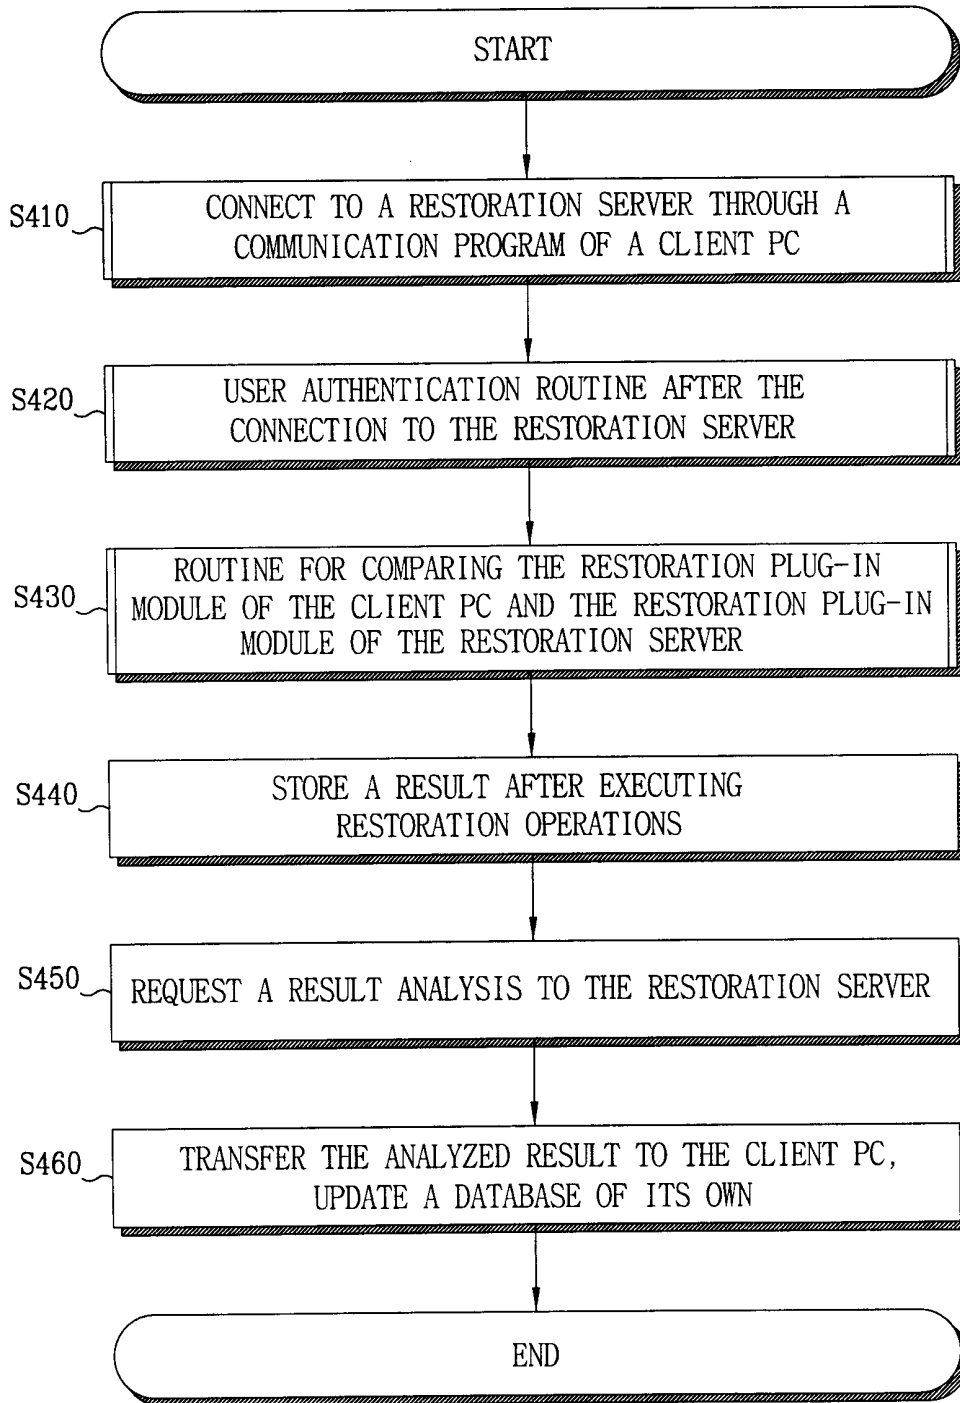 START
S410
CONNECT TO A RESTORATION SERVER THROUGH A
COMMUNICATION PROGRAM OF A CLIENT PC
S420
USER AUTHENTICATION ROUTINE AFTER THE
CONNECTION TO THE RESTORATION SERVER
S430
ROUTINE FOR COMPARING THE RESTORATION PLUG-IN
MODULE OF THE CLIENT PC AND THE RESTORATION PLUG-IN
MODULE OF THE RESTORATION SERVER
S440
STORE A RESULT AFTER EXECUTING
RESTORATION OPERATIONS
S450
REQUEST A RESULT ANALYSIS TO THE RESTORATION SERVER
S460
TRANSFER THE ANALYZED RESULT TO THE CLIENT PC,
UPDATE A DATABASE OF ITS OWN
END